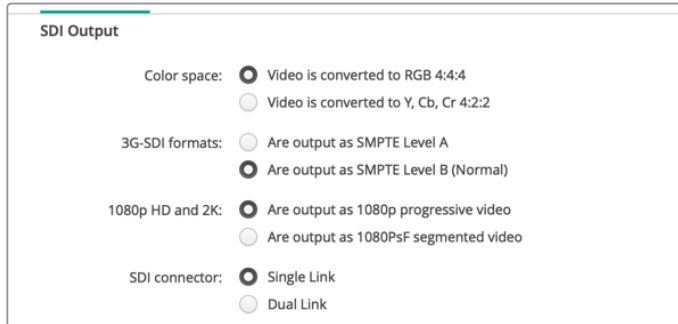 SDI Output
Color space: Video is converted to RGB 4:4:4
Video is converted to Y, Cb, Cr 4:2:2
3G-SDI formats: Are output as SMPTE Level A
Are output as SMPTE Level B (Normal)
1080p HD and 2K: Are output as 1080p progressive video
Are output as 1080PsF segmented video
SDI connector: Single Link
Dual Link